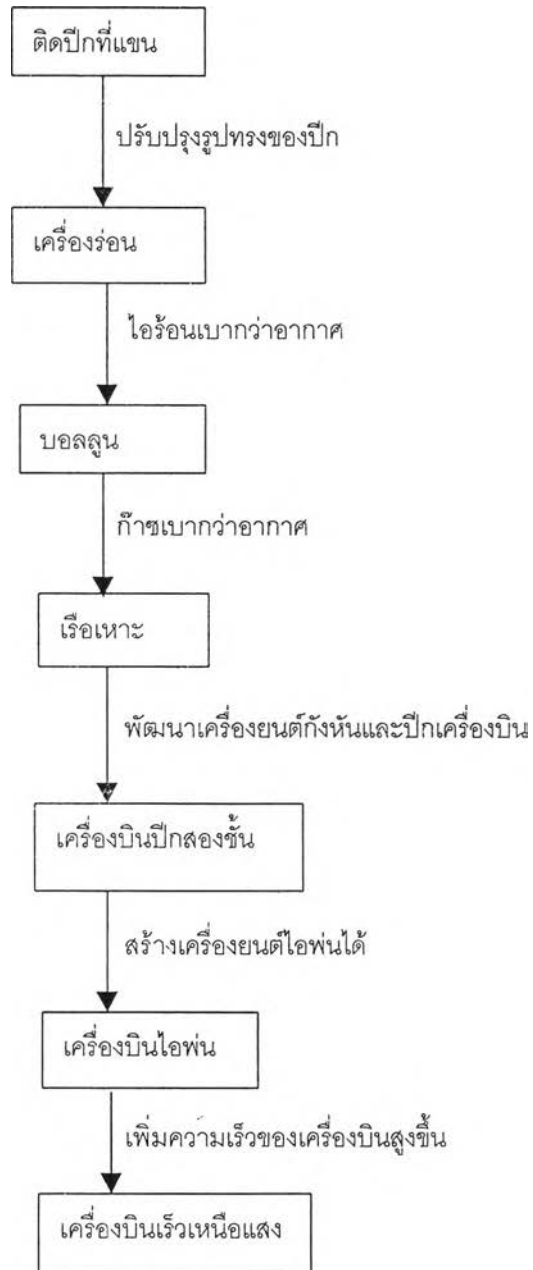 ติดปีกที่แขน
ปรับปรุงรูปทรงของปีก
เครื่องร่อน
ไอร้อนเบากว่าอากาศ
บอลลูน
ก๊าซเบากว่าอากาศ
เรือเหาะ
พัฒนาเครื่องยนต์กังหันและปีกเครื่องบิน
เครื่องบินปีกสองชั้น
สร้างเครื่องยนต์ไอพ่นได้
เครื่องบินไอพ่น
เพิ่มความเร็วของเครื่องบินสูงขึ้น
เครื่องบินเร็วเหนือแสง